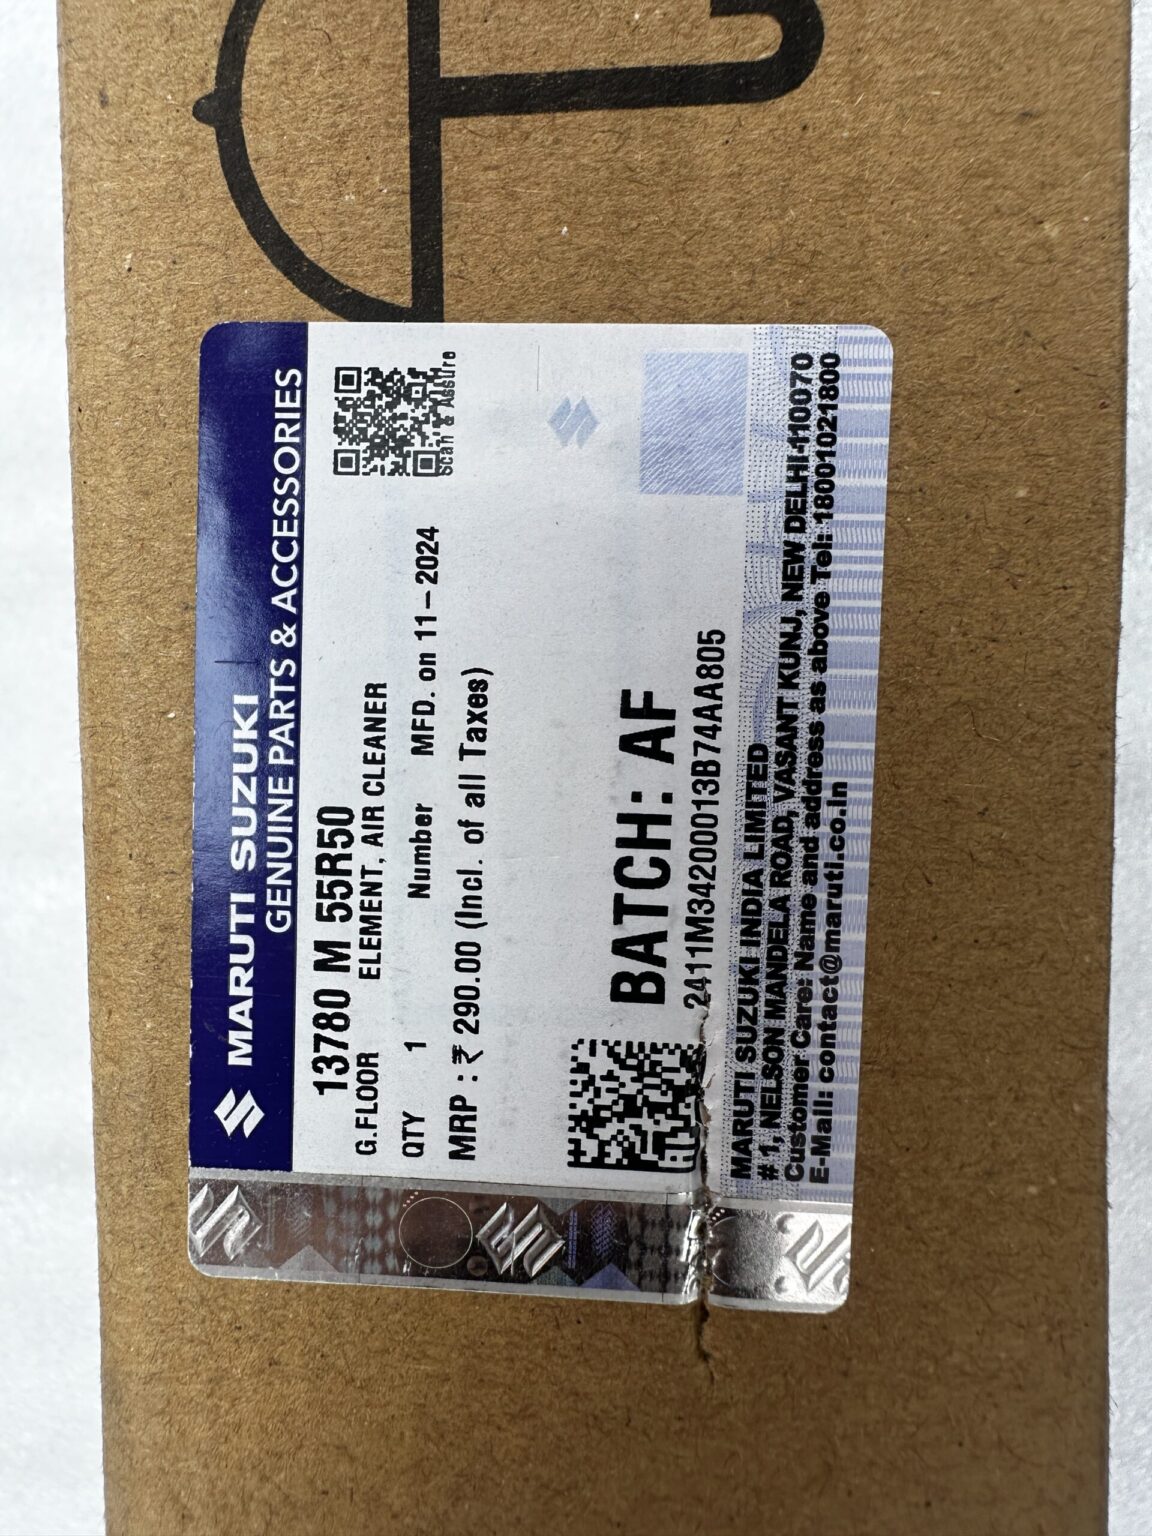 MARUTI SUZUKI
GENUINE PARTS & ACCESSORIES
13780 M 55R50
G.FLOOR ELEMENT, AIR CLEANER
QTY 1 Number MFD. on 11-2024
MRP : ₹ 290.00 (Incl. of all Taxes)
Scan & Assure
BATCH: AF
2411M34200013B74AA805
MARUTI SUZUKI INDIA LIMITED
# 1, NELSON MANDELA ROAD, VASANT KUNJ, NEW DELHI-110070
Customer Care: Name and address as above Tel: 18001021800
E-Mail: contact@maruti.co.in